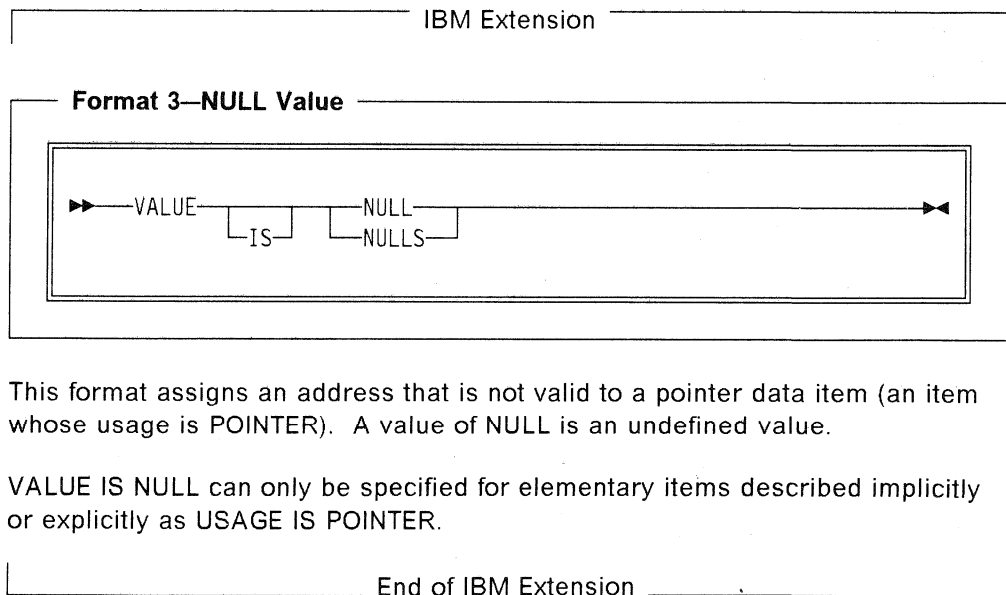 IBM Extension
Format 3—NULL Value
VALUE NULL
IS NULLS
This format assigns an address that is not valid to a pointer data item (an item
whose usage is POINTER). A value of NULL is an undefined value.
VALUE IS NULL can only be specified for elementary items described implicitly
or explicitly as USAGE IS POINTER.
End of IBM Extension